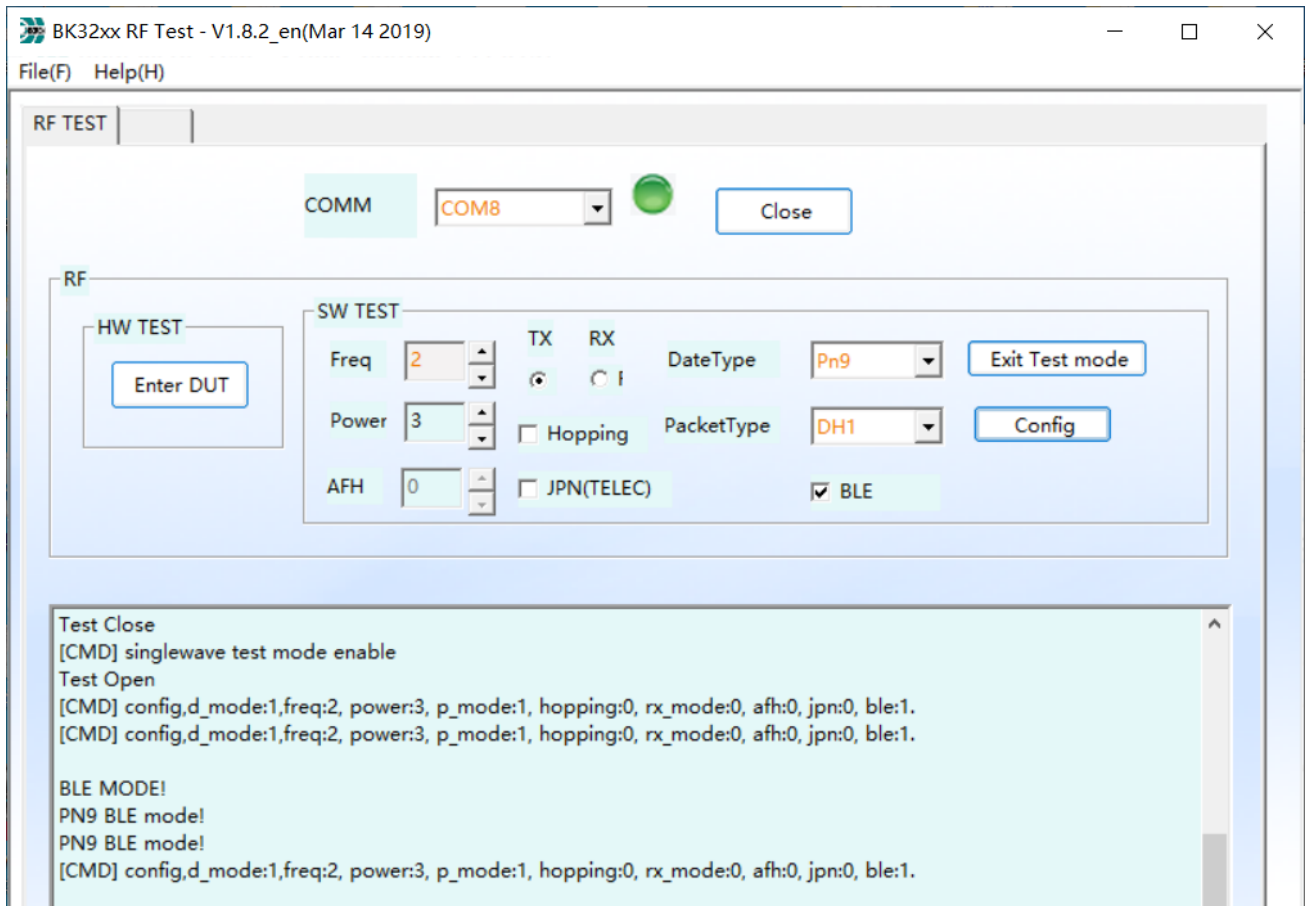 BK32xx RF Test - V1.8.2_en(Mar 14 2019)
File(F) Help(H)
RF TEST
COMM COM8 Close
RF
HW TEST
Enter DUT
SW TEST
Freq 2 TX RX DateType Pn9 Exit Test mode
Power 3 Hopping PacketType DH1 Config
AFH 0 JPN(TELEC) BLE
Test Close
[CMD] singlewave test mode enable
Test Open
[CMD] config,d_mode:1,freq:2, power:3, p_mode:1, hopping:0, rx_mode:0, afh:0, jpn:0, ble:1.
[CMD] config,d_mode:1,freq:2, power:3, p_mode:1, hopping:0, rx_mode:0, afh:0, jpn:0, ble:1.
BLE MODE!
PN9 BLE mode!
PN9 BLE mode!
[CMD] config,d_mode:1,freq:2, power:3, p_mode:1, hopping:0, rx_mode:0, afh:0, jpn:0, ble:1.